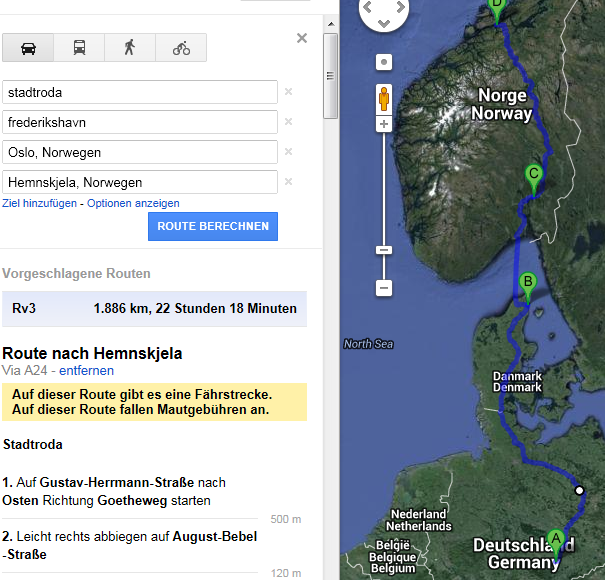 stadtroda
frederikshavn
Oslo, Norwegen
Hemnskjela, Norwegen
Ziel hinzufügen - Optionen anzeigen
ROUTE BERECHNEN
Vorgeschlagene Routen
Rv3 1.886 km, 22 Stunden 18 Minuten
Route nach Hemnskjela
Via A24 - entfernen
Auf dieser Route gibt es eine Fährstrecke.
Auf dieser Route fallen Mautgebühren an.
Stadtroda
1. Auf Gustav-Herrmann-Straße nach
Osten Richtung Goetheweg starten
500 m
2. Leicht rechts abbiegen auf August-Bebel
-Straße
120 m
D
Norge
Norway
C
B
North Sea
Danmark
Denmark
Nederland
Netherlands
A
Deutschland
Germany
België
Belgique
Belgien
Belgium